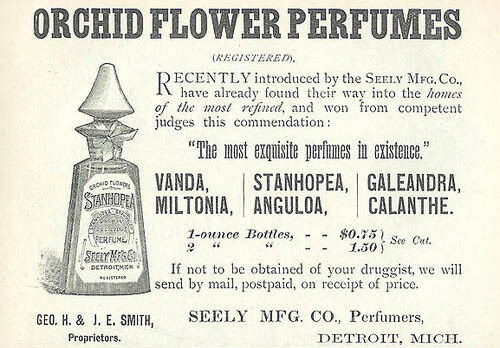 ORCHID FLOWER PERFUMES
(REGISTERED).
RECENTLY introduced by the SEELY MFG. CO.,
have already found their way into the homes
of the most refined, and won from competent
judges this commendation:
"The most exquisite perfumes in existence."
VANDA, STANHOPEA, GALEANDRA,
MILTONIA, ANGULOA, CALANTHE.
1-ounce Bottles, - - $0.75
2 " " - - 1.50
See Cut.
If not to be obtained of your druggist, we will
send by mail, postpaid, on receipt of price.
GEO. H. & J. E. SMITH,
Proprietors.
SEELY MFG. CO., Perfumers,
DETROIT, MICH.
ORCHID FLOWERS
STANHOPEA
PERFUME
SEELY MFG. CO.
DETROIT, MICH.
REGISTERED